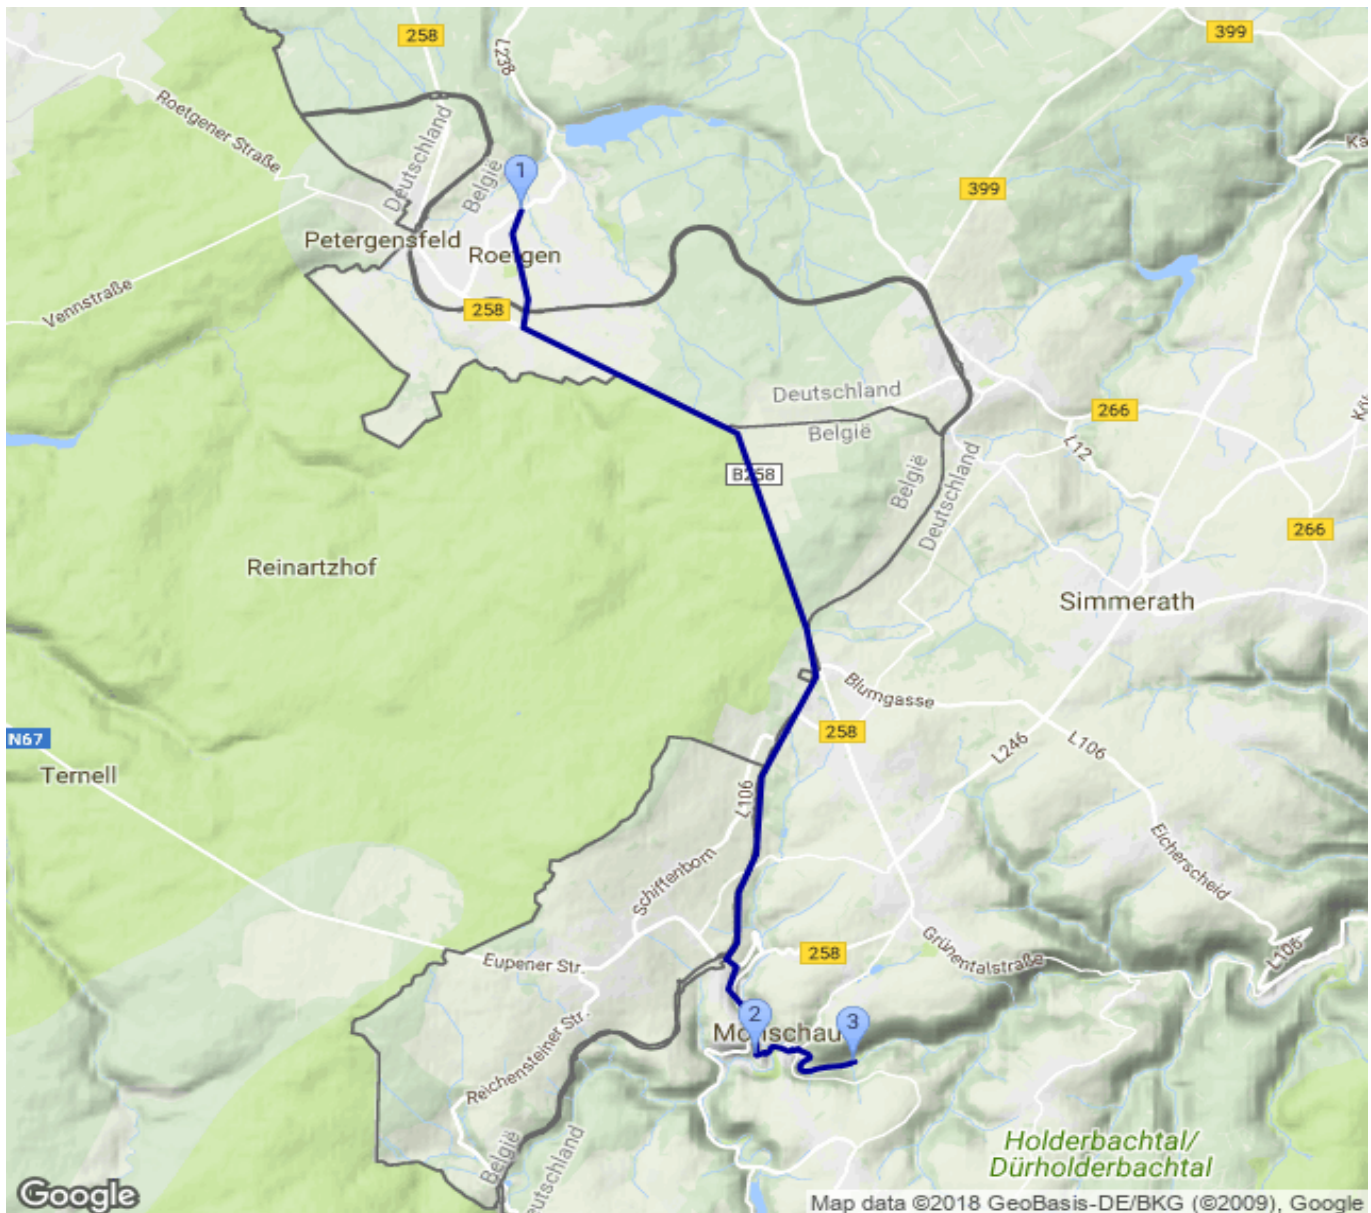 258
399
L238
Roetgener Straße
Deutschland
België
1
399
Petergensfeld
Roetgen
Vennstraße
258
Deutschland
België
266
L12
België
Deutschland
B258
266
Reinartzhof
Simmerath
Blumgasse
N67
258
Ternell
L246
L106
L106
Eicherscheid
Schiffenborn
Eupener Str.
258
Grünentalstraße
L106
Reichensteiner Str.
2
3
Monschau
België
Deutschland
Holderbachtal/
Dürholderbachtal
Google
Map data ©2018 GeoBasis-DE/BKG (©2009), Google